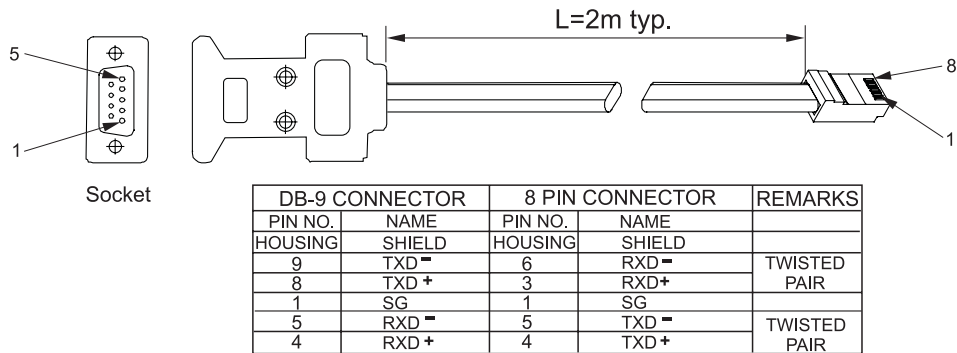 L=2m typ.
5
8
1
1
Socket
DB-9 CONNECTOR 8 PIN CONNECTOR REMARKS
PIN NO. NAME PIN NO. NAME
HOUSING SHIELD HOUSING SHIELD
9 TXD- 6 RXD- TWISTED
8 TXD+ 3 RXD+ PAIR
1 SG 1 SG
5 RXD- 5 TXD- TWISTED
4 RXD+ 4 TXD+ PAIR